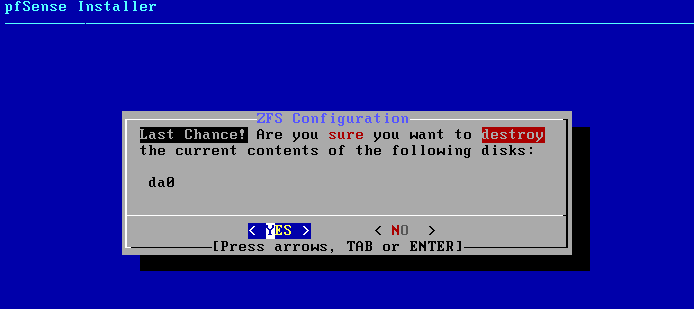 pfSense Installer
ZFS Configuration
Last Chance! Are you sure you want to destroy
the current contents of the following disks:
da0
< YES > < NO >
[Press arrows, TAB or ENTER]